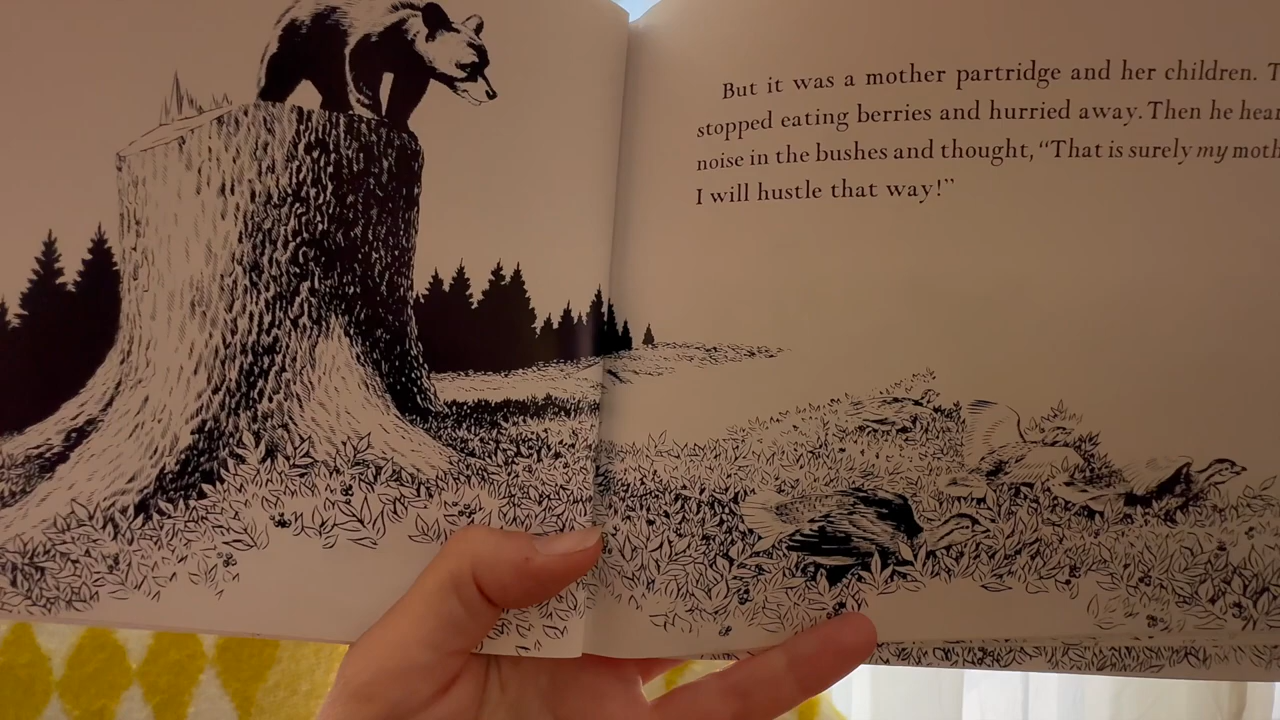 But it was a mother partridge and her children.
stopped eating berries and hurried away. Then he
noise in the bushes and thought, “That is surely my
I will hustle that way!”